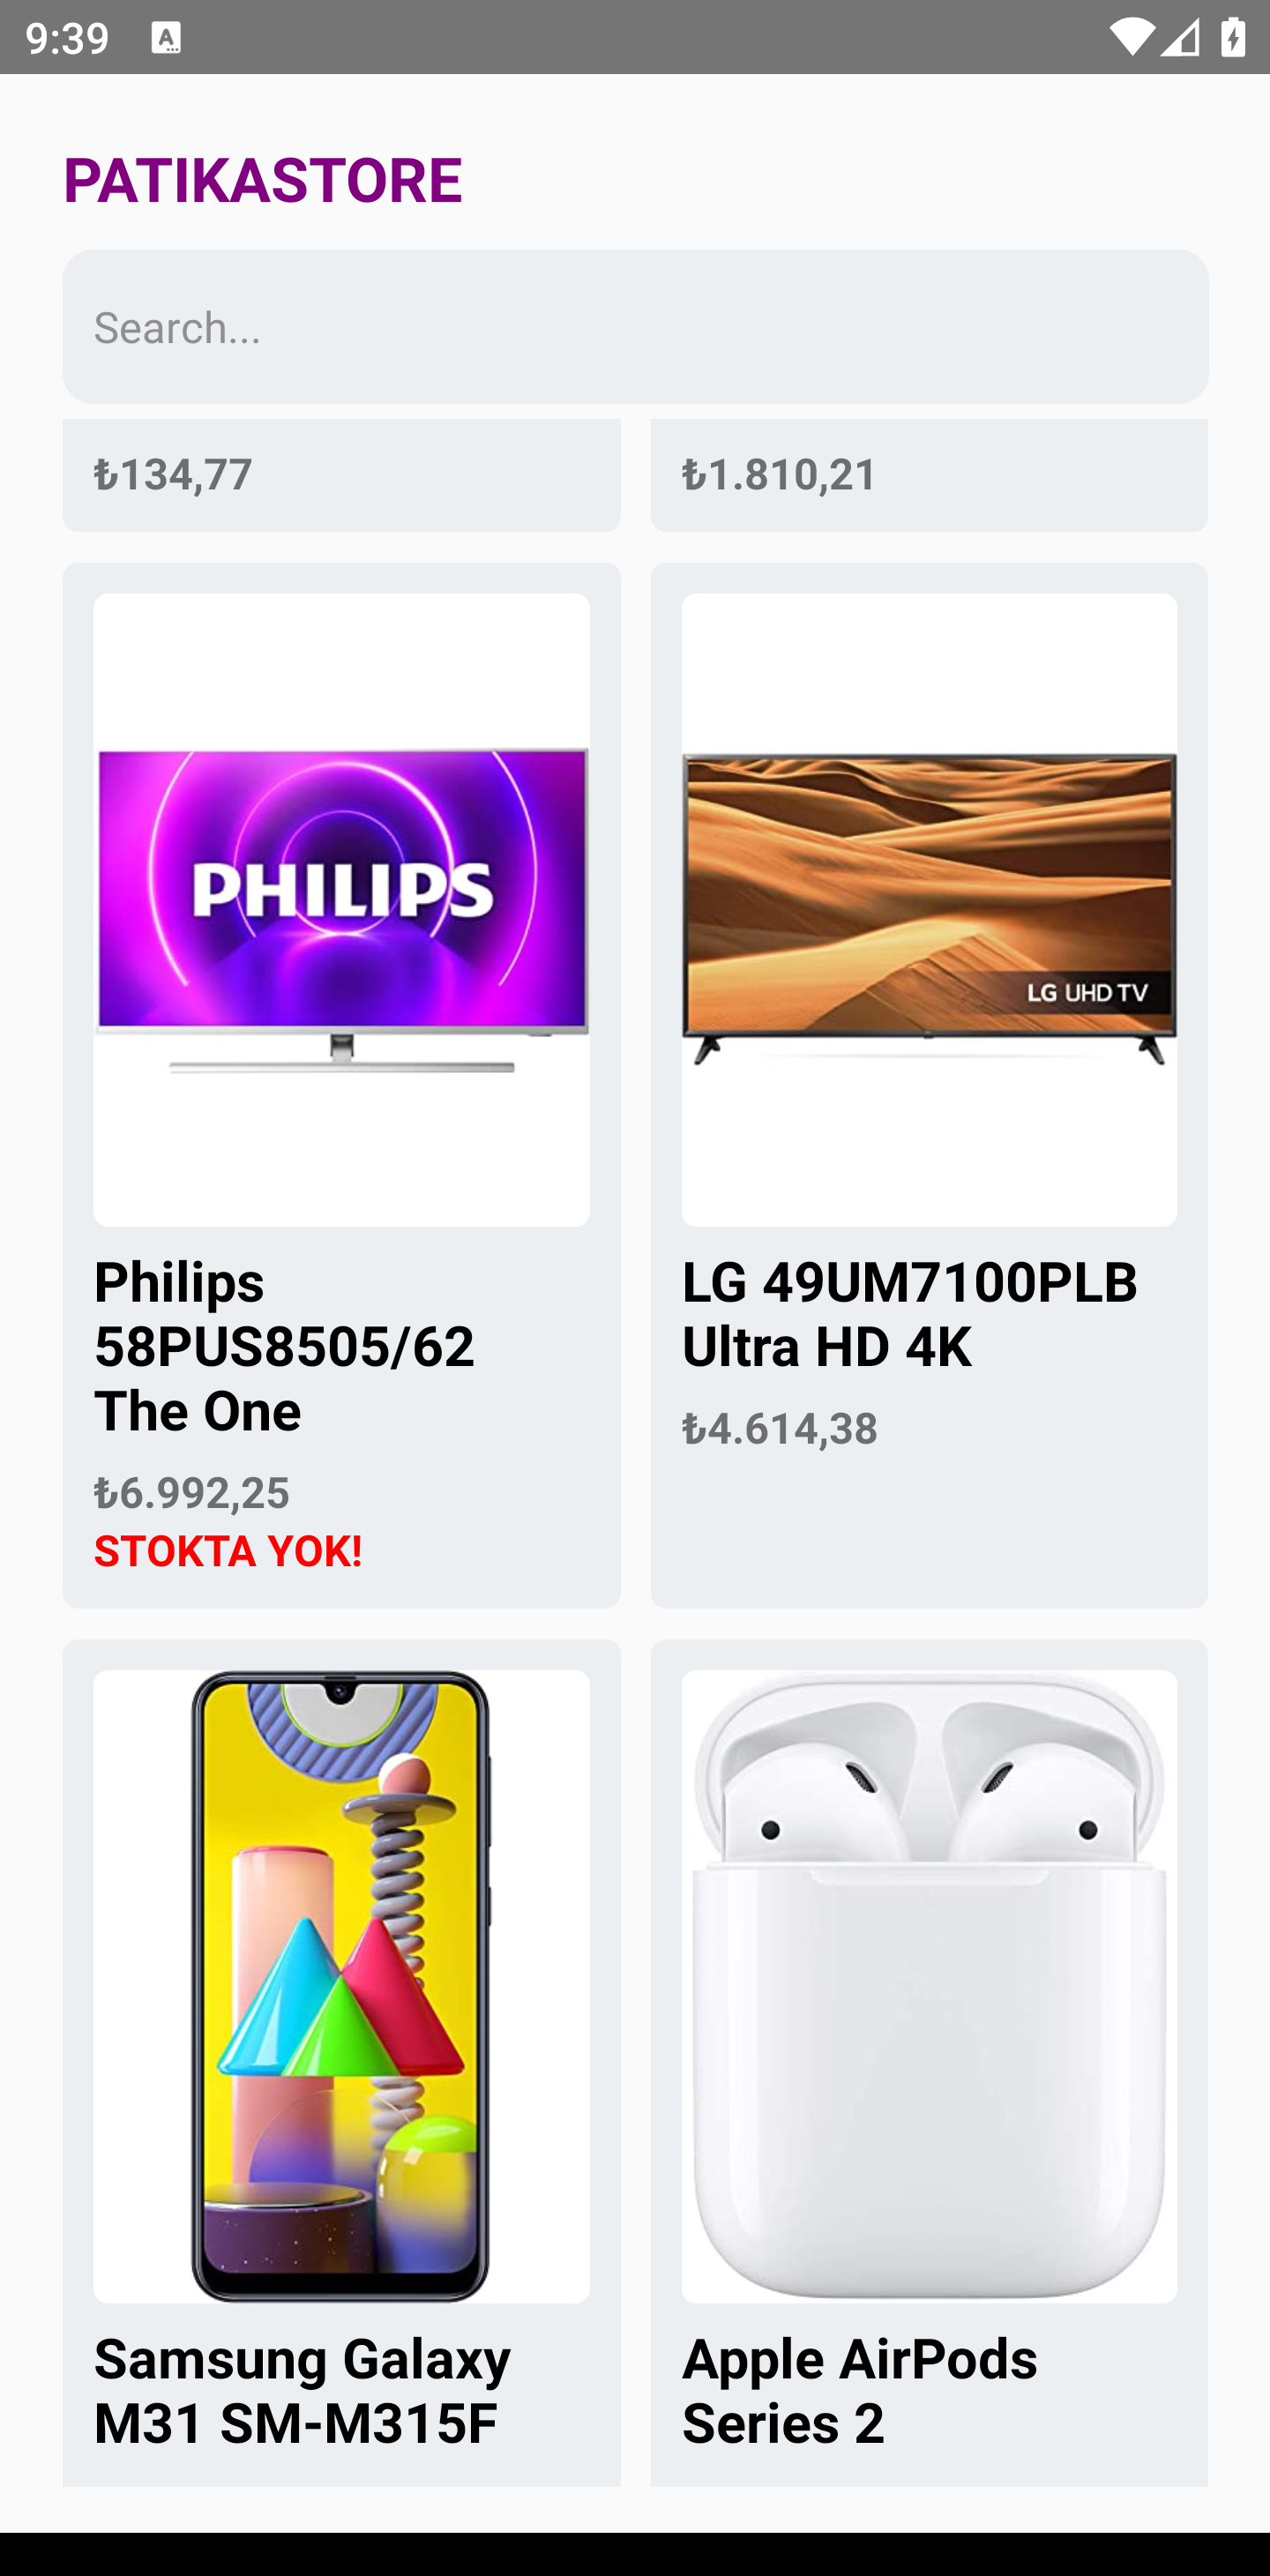 9:39
PATIKASTORE
Search...
₺134,77
₺1.810,21
PHILIPS
LG UHD TV
Philips
58PUS8505/62
The One
₺6.992,25
STOKTA YOK!
LG 49UM7100PLB
Ultra HD 4K
₺4.614,38
Samsung Galaxy
M31 SM-M315F
Apple AirPods
Series 2